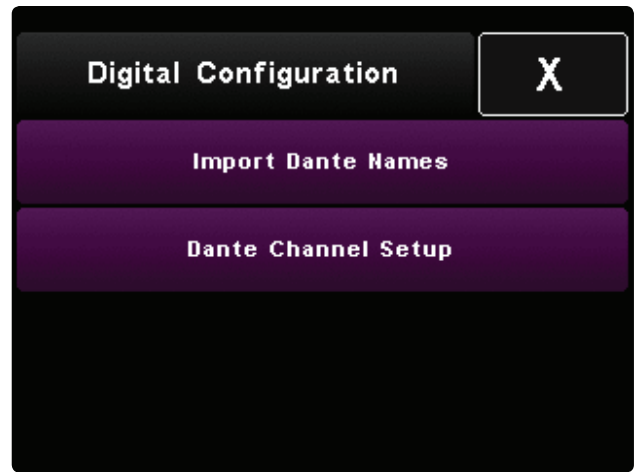 Digital Configuration X
Import Dante Names
Dante Channel Setup